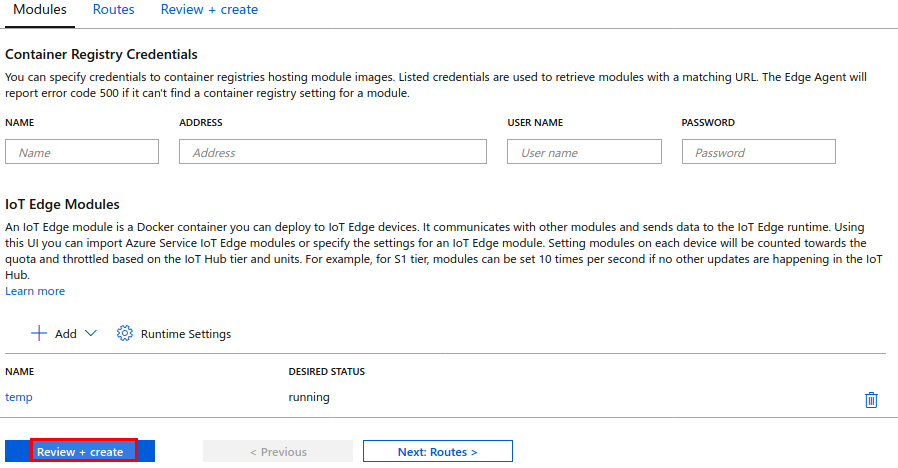 Modules Routes Review + create
Container Registry Credentials
You can specify credentials to container registries hosting module images. Listed credentials are used to retrieve modules with a matching URL. The Edge Agent will
report error code 500 if it can't find a container registry setting for a module.
NAME ADDRESS USER NAME PASSWORD
Name Address User name Password
IoT Edge Modules
An IoT Edge module is a Docker container you can deploy to IoT Edge devices. It communicates with other modules and sends data to the IoT Edge runtime. Using
this UI you can import Azure Service IoT Edge modules or specify the settings for an IoT Edge module. Setting modules on each device will be counted towards the
quota and throttled based on the IoT Hub tier and units. For example, for S1 tier, modules can be set 10 times per second if no other updates are happening in the IoT
Hub.
Learn more
Add Runtime Settings
NAME DESIRED STATUS
temp running
Review + create < Previous Next: Routes >